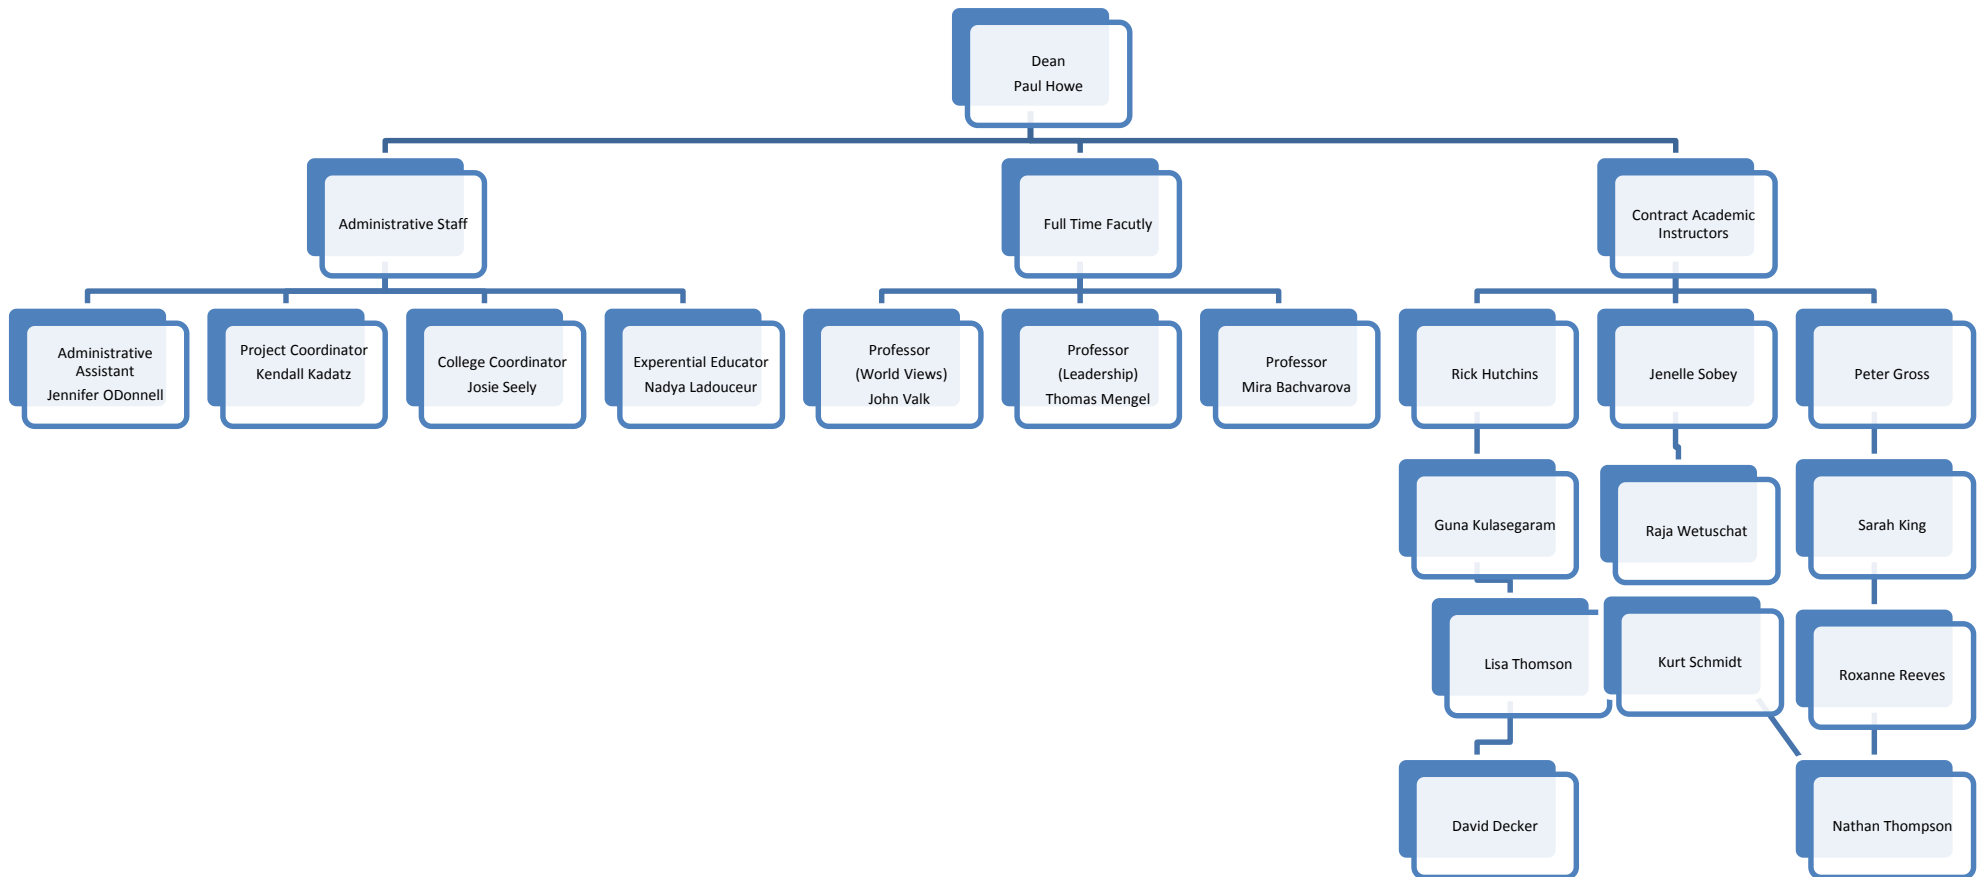 Dean
Paul Howe
Administrative Staff
Full Time Facutly
Contract Academic
Instructors
Administrative
Assistant
Jennifer ODonnell
Project Coordinator
Kendall Kadatz
College Coordinator
Josie Seely
Experential Educator
Nadya Ladouceur
Professor
(World Views)
John Valk
Professor
(Leadership)
Thomas Mengel
Professor
Mira Bachvarova
Rick Hutchins
Jenelle Sobey
Peter Gross
Guna Kulasegaram
Raja Wetuschat
Sarah King
Lisa Thomson
Kurt Schmidt
Roxanne Reeves
David Decker
Nathan Thompson